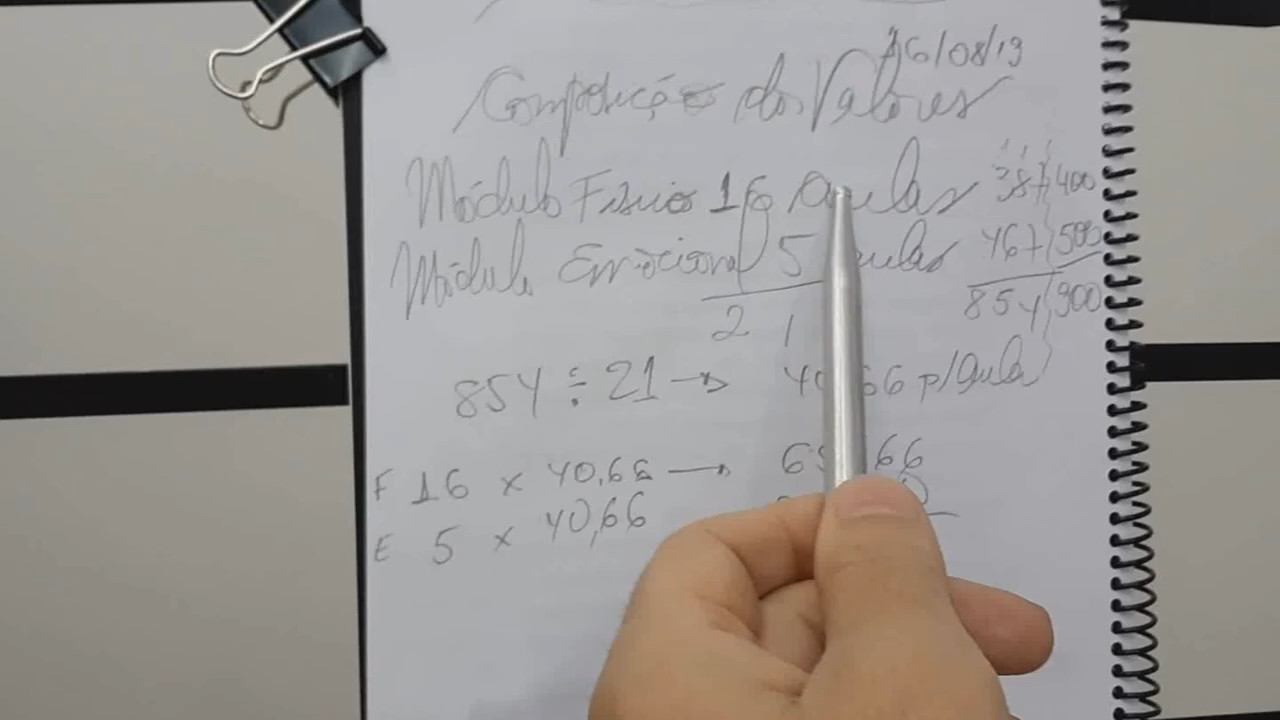 16/08/19
Composição dos Valores
Módulo Físico 16 Aulas 387 400
Módulo Emocional 5 aulas 467 500
21 854 900
854 ÷ 21 → 40,66 p/Aula
F 16 × 40,66 →
E 5 × 40,66